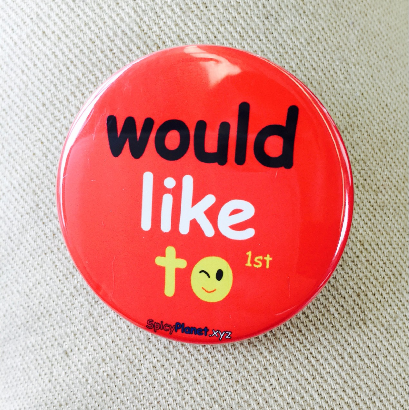 would
like
to 1st
SpicyPlanet.xyz